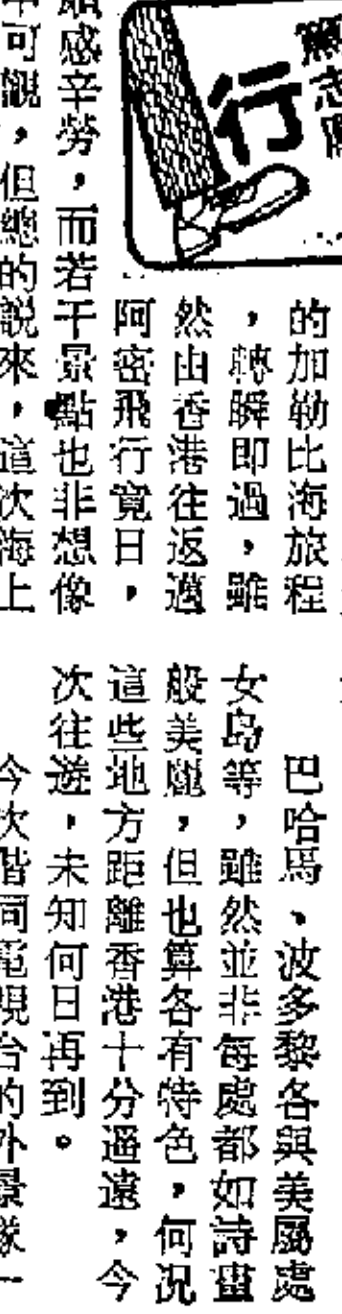 行
的加勒比海旅程
，轉瞬即過，雖
然由香港往返邁
阿密飛行竟日，
感辛勞，而若干景點也非想像
可觀，但總的說來，這次海上
巴哈馬、波多黎各與美屬處
女島等，雖然並非每處都如詩畫
般美麗，但也算各有特色，何況
這些地方距離香港十分遥遠，今
次往遊，未知何日再到。
今次偕同電視台的外景隊一